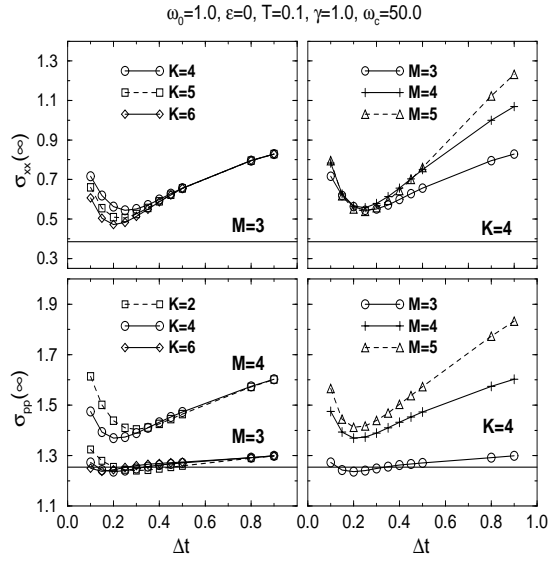 ω₀=1.0, ε=0, T=0.1, γ=1.0, ω_c=50.0
σ_xx(∞)
1.3
1.1
0.9
0.7
0.5
0.3
K=4
K=5
K=6
M=3
M=3
M=4
M=5
K=4
σ_pp(∞)
1.9
1.7
1.5
1.3
1.1
K=2
K=4
K=6
M=4
M=3
M=3
M=4
M=5
K=4
0.0 0.2 0.4 0.6 0.8 0.0 0.2 0.4 0.6 0.8 1.0
Δt Δt